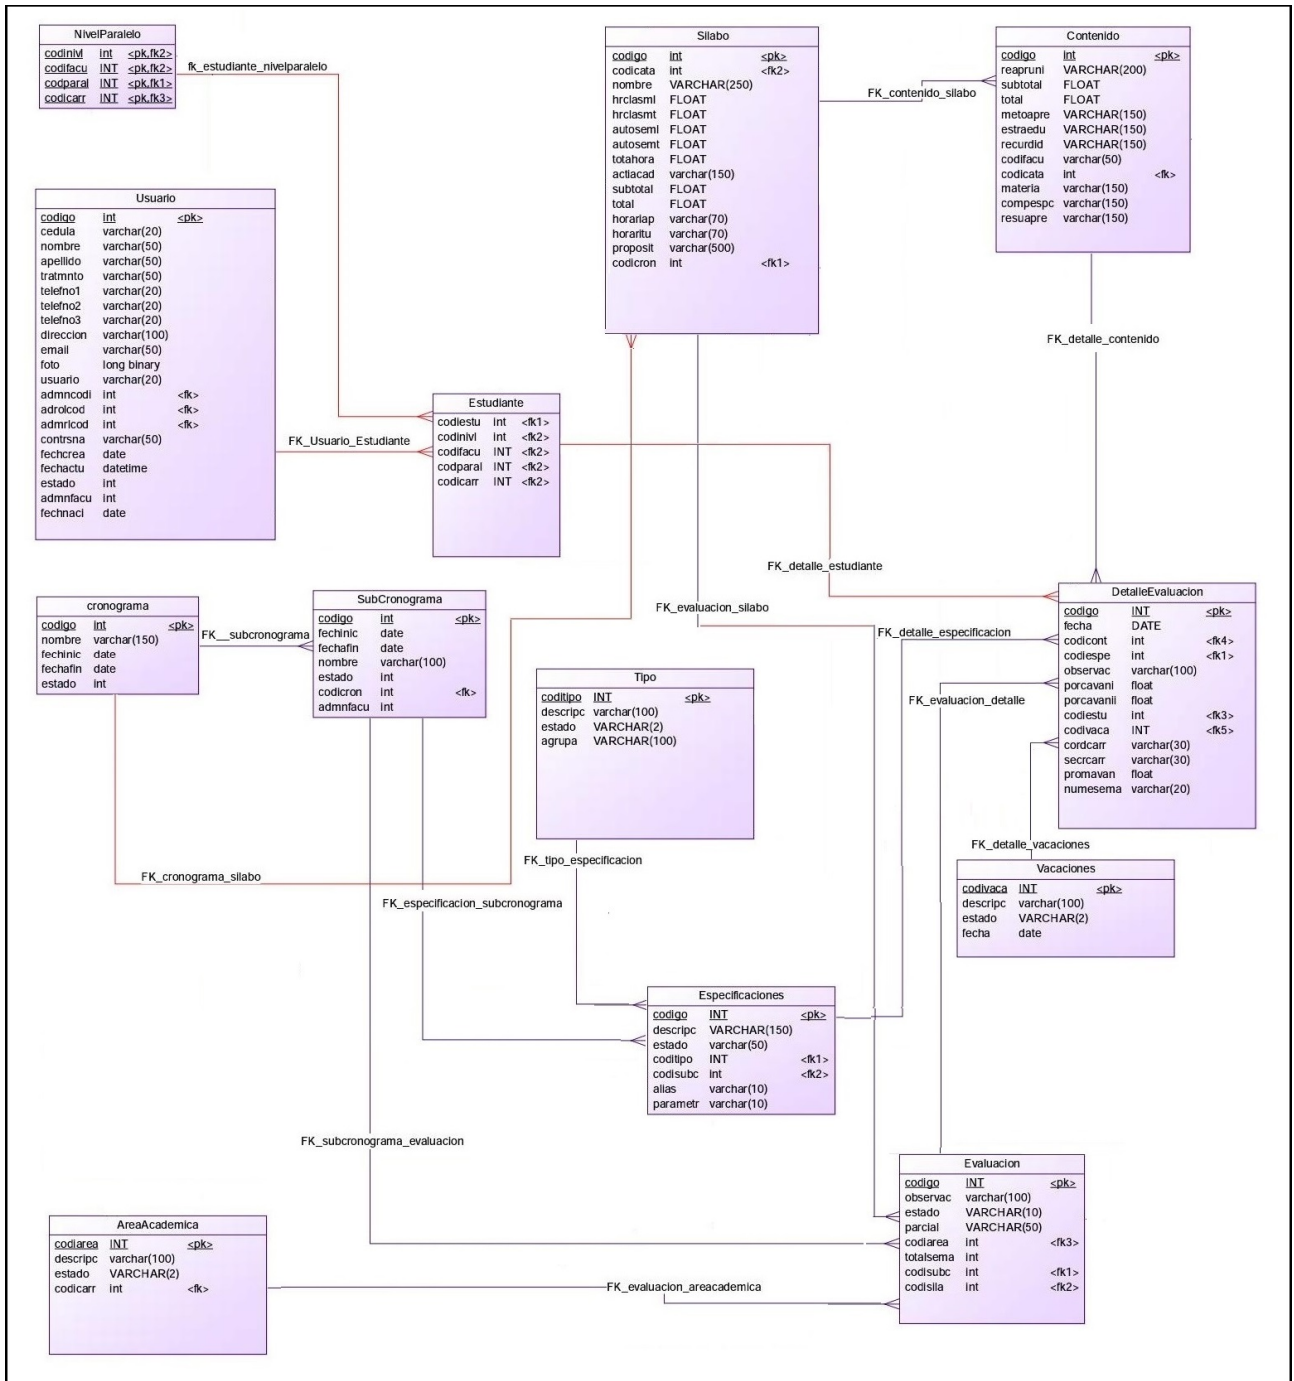 NivelParalelo
codinivl int <pk,fk2>
codifacu INT <pk,fk2>
codparal INT <pk,fk1>
codicarr INT <pk,fk3>
fk_estudiante_nivelparalelo
Silabo
codigo int <pk>
codicata int <fk2>
nombre VARCHAR(250)
hrclasml FLOAT
hrclasmt FLOAT
autoseml FLOAT
autosemt FLOAT
totahora FLOAT
actiacad varchar(150)
subtotal FLOAT
total FLOAT
horariap varchar(70)
horaritu varchar(70)
proposit varchar(500)
codicron int <fk1>
FK_contenido_silabo
Contenido
codigo int <pk>
reapruni VARCHAR(200)
subtotal FLOAT
total FLOAT
metoapre VARCHAR(150)
estraedu VARCHAR(150)
recurdid VARCHAR(150)
codifacu varchar(50)
codicata int <fk>
materia varchar(150)
compespc varchar(150)
resuapre varchar(150)
Usuario
codigo int <pk>
cedula varchar(20)
nombre varchar(50)
apellido varchar(50)
tratmnto varchar(50)
telefno1 varchar(20)
telefno2 varchar(20)
telefno3 varchar(20)
direccion varchar(100)
email varchar(50)
foto long binary
usuario varchar(20)
admncodi int <fk>
adrolcod int <fk>
admrlcod int <fk>
contrsna varchar(50)
fechcrea date
fechactu datetime
estado int
admnfacu int
fechnaci date
FK_Usuario_Estudiante
Estudiante
codiestu int <fk1>
codinivl int <fk2>
codifacu INT <fk2>
codparal INT <fk2>
codicarr INT <fk2>
FK_detalle_contenido
FK_detalle_estudiante
FK_evaluacion_silabo
FK_detalle_especificacion
FK_evaluacion_detalle
DetalleEvaluacion
codigo INT <pk>
fecha DATE
codicont int <fk4>
codiespe int <fk1>
observac varchar(100)
porcavani float
porcavanii float
codiestu int <fk3>
codivaca INT <fk5>
cordcarr varchar(30)
secrcarr varchar(30)
promavan float
numesema varchar(20)
cronograma
codigo int <pk>
nombre varchar(150)
fechinic date
fechafin date
estado int
FK__subcronograma
SubCronograma
codigo int <pk>
fechinic date
fechafin date
nombre varchar(100)
estado int
codicron int <fk>
admnfacu int
Tipo
coditipo INT <pk>
descripc varchar(100)
estado VARCHAR(2)
agrupa VARCHAR(100)
FK_detalle_vacaciones
Vacaciones
codivaca INT <pk>
descripc varchar(100)
estado VARCHAR(2)
fecha date
FK_tipo_especificacion
FK_cronograma_silabo
FK_especificacion_subcronograma
Especificaciones
codigo INT <pk>
descripc VARCHAR(150)
estado varchar(50)
coditipo INT <fk1>
codisubc int <fk2>
alias varchar(10)
parametr varchar(10)
FK_subcronograma_evaluacion
Evaluacion
codigo INT <pk>
observac varchar(100)
estado VARCHAR(10)
parcial VARCHAR(50)
codiarea int <fk3>
totalsema int
codisubc int <fk1>
codisila int <fk2>
AreaAcademica
codiarea INT <pk>
descripc varchar(100)
estado VARCHAR(2)
codicarr int <fk>
FK_evaluacion_areacademica